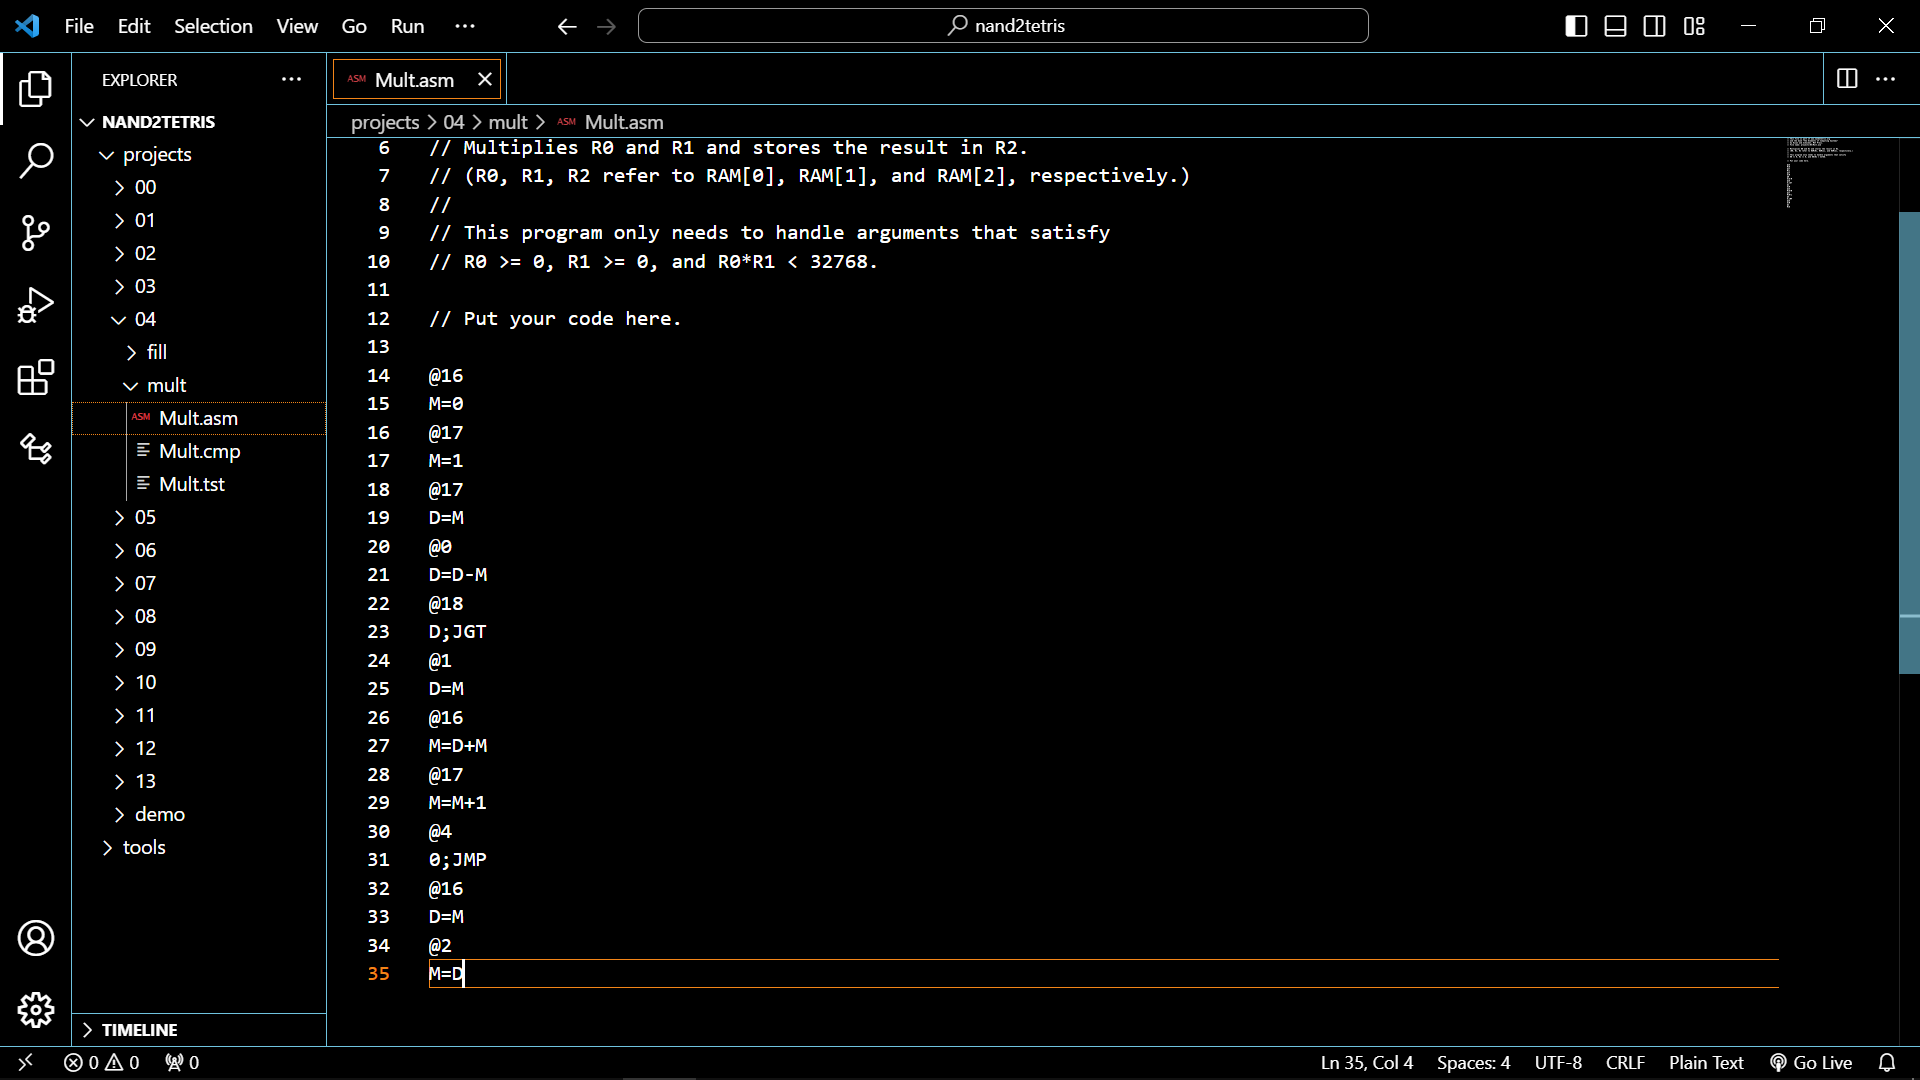 File Edit Selection View Go Run ···
nand2tetris
EXPLORER ···
NAND2TETRIS
projects
00
01
02
03
04
fill
mult
ASM Mult.asm
Mult.cmp
Mult.tst
05
06
07
08
09
10
11
12
13
demo
tools
TIMELINE
ASM Mult.asm
projects > 04 > mult > ASM Mult.asm
6 // Multiplies R0 and R1 and stores the result in R2.
7 // (R0, R1, R2 refer to RAM[0], RAM[1], and RAM[2], respectively.)
8 //
9 // This program only needs to handle arguments that satisfy
10 // R0 >= 0, R1 >= 0, and R0*R1 < 32768.
11
12 // Put your code here.
13
14 @16
15 M=0
16 @17
17 M=1
18 @17
19 D=M
20 @0
21 D=D-M
22 @18
23 D;JGT
24 @1
25 D=M
26 @16
27 M=D+M
28 @17
29 M=M+1
30 @4
31 0;JMP
32 @16
33 D=M
34 @2
35 M=D
0 0 0 Ln 35, Col 4 Spaces: 4 UTF-8 CRLF Plain Text Go Live